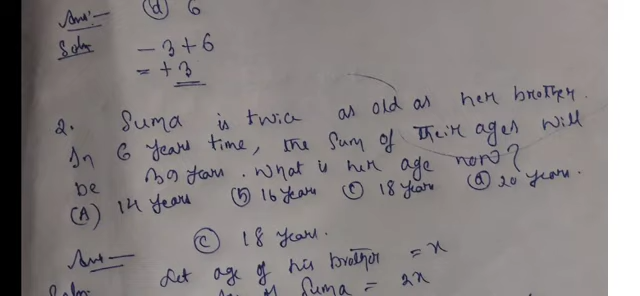 Ans:- (d) 6
Soln - 3 + 6
= + 3
2. Suma is twice as old as her brother.
In 6 years time, the sum of their ages will
be 39 years. What is her age now?
(A) 14 years (b) 16 years (c) 18 years (d) 20 years.
Ans - (c) 18 years.
Let age of his brother = x
Suma = 2x